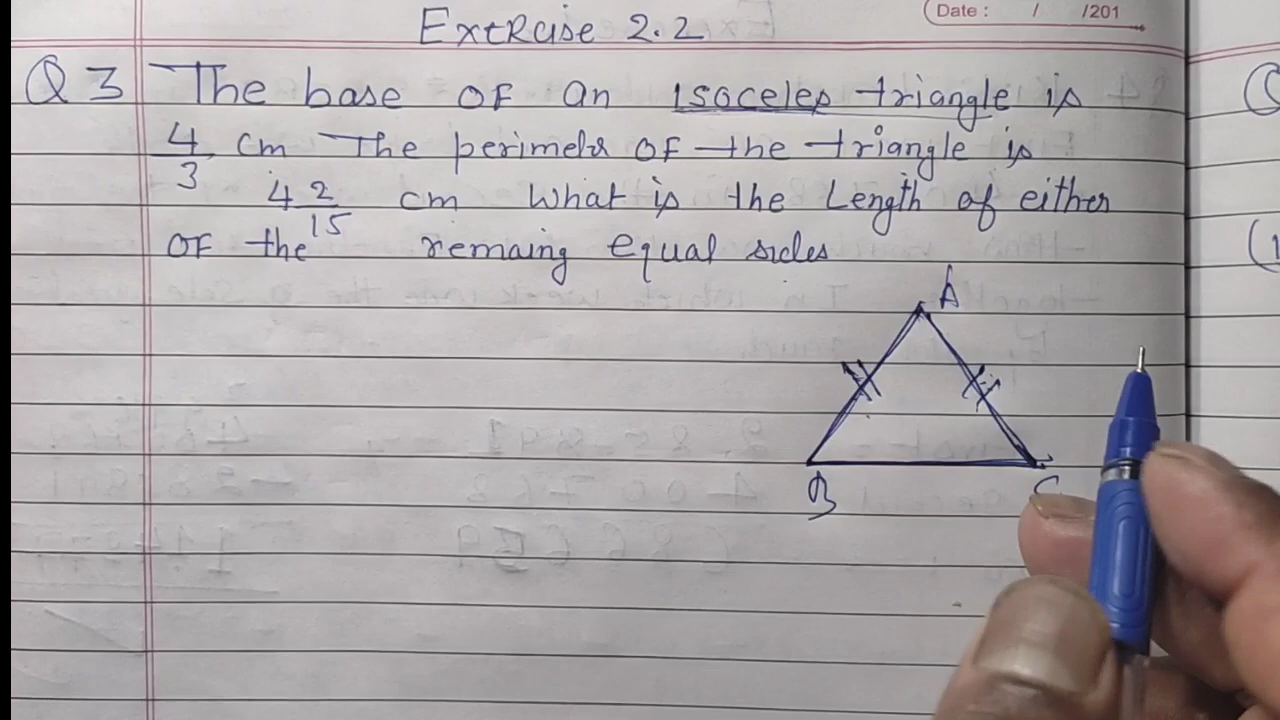 Exercise 2.2
Date : / /201
Q 3 The base OF an isoceles triangle is
4/3 cm The perimeter OF the triangle is
4 2/15 cm What is the Length of either
OF the remaing equal sides
A
B C